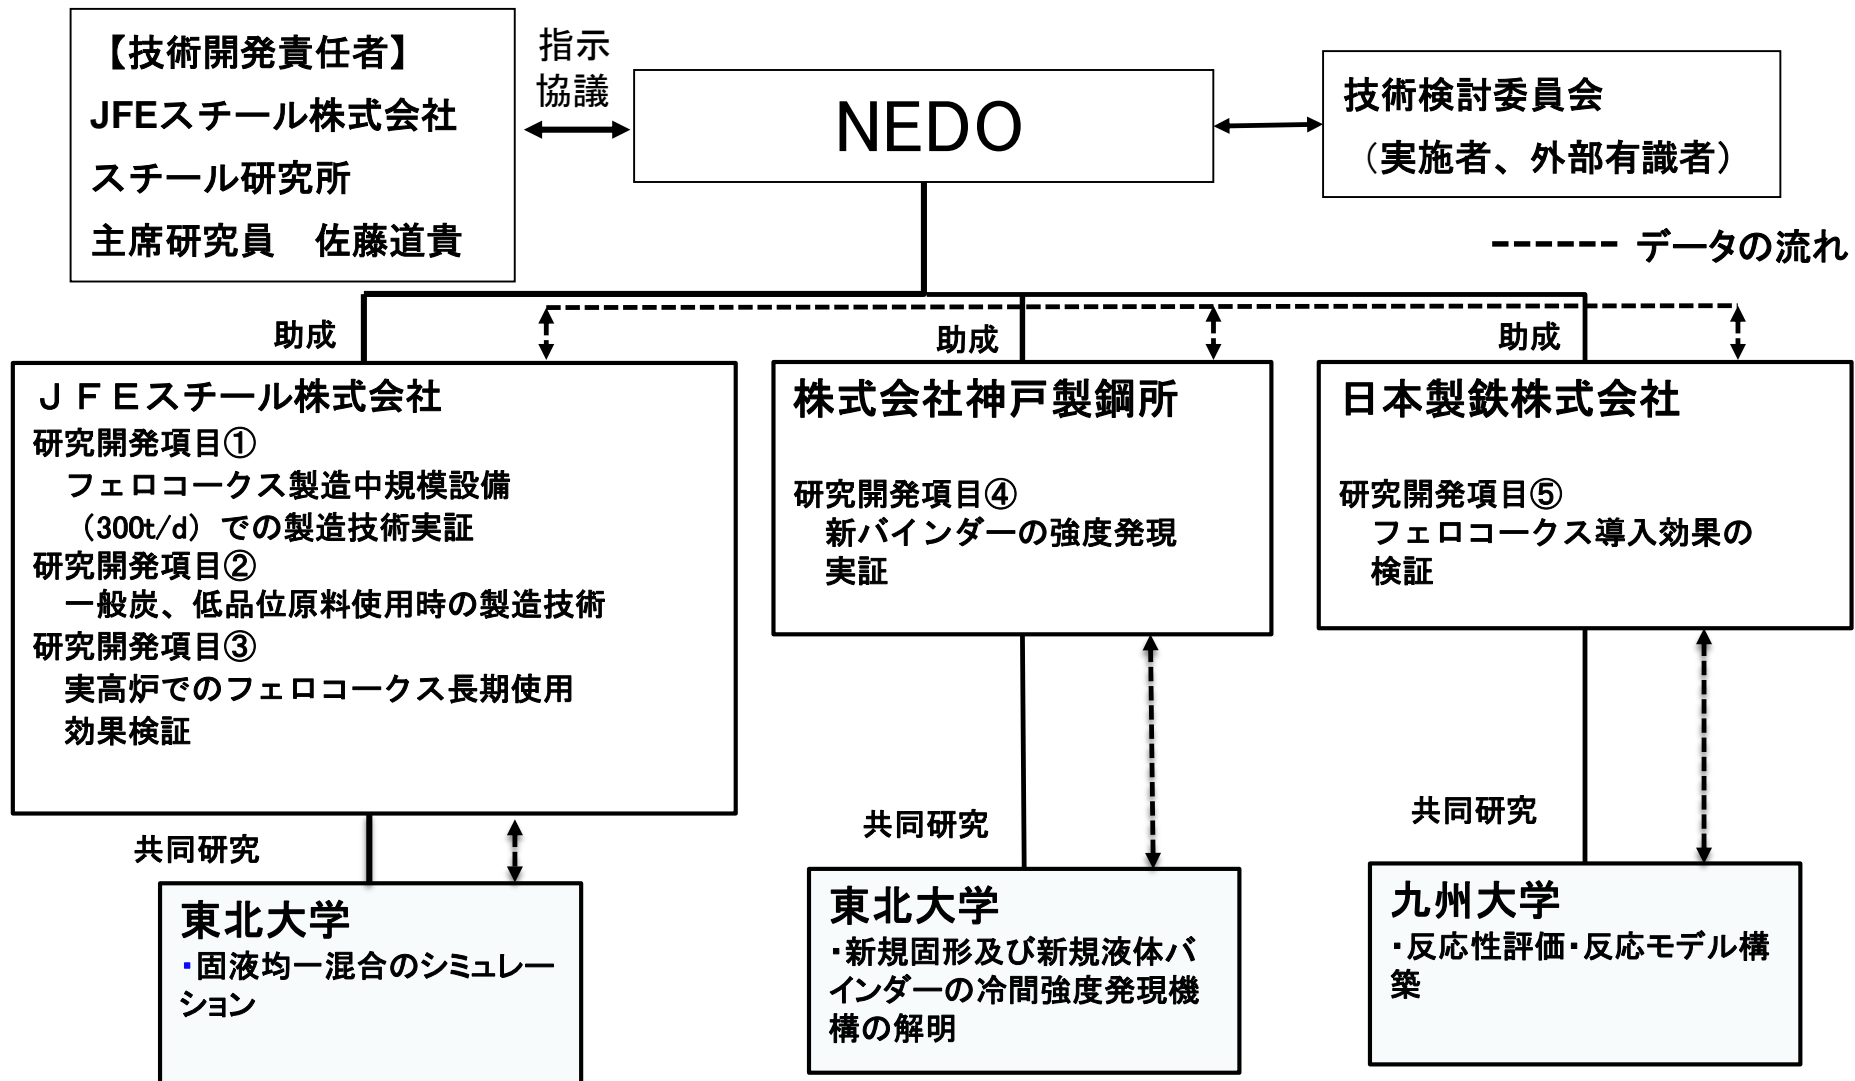 【技術開発責任者】
JFEスチール株式会社
スチール研究所
主席研究員　佐藤道貴
指示
協議
NEDO
技術検討委員会
（実施者、外部有識者）
データの流れ
助成
助成
助成
ＪＦＥスチール株式会社
研究開発項目①
フェロコークス製造中規模設備
（300t/d）での製造技術実証
研究開発項目②
一般炭、低品位原料使用時の製造技術
研究開発項目③
実高炉でのフェロコークス長期使用
効果検証
株式会社神戸製鋼所
研究開発項目④
新バインダーの強度発現
実証
日本製鉄株式会社
研究開発項目⑤
フェロコークス導入効果の
検証
共同研究
共同研究
共同研究
東北大学
・固液均一混合のシミュレー
ション
東北大学
・新規固形及び新規液体バ
インダーの冷間強度発現機
構の解明
九州大学
・反応性評価・反応モデル構
築